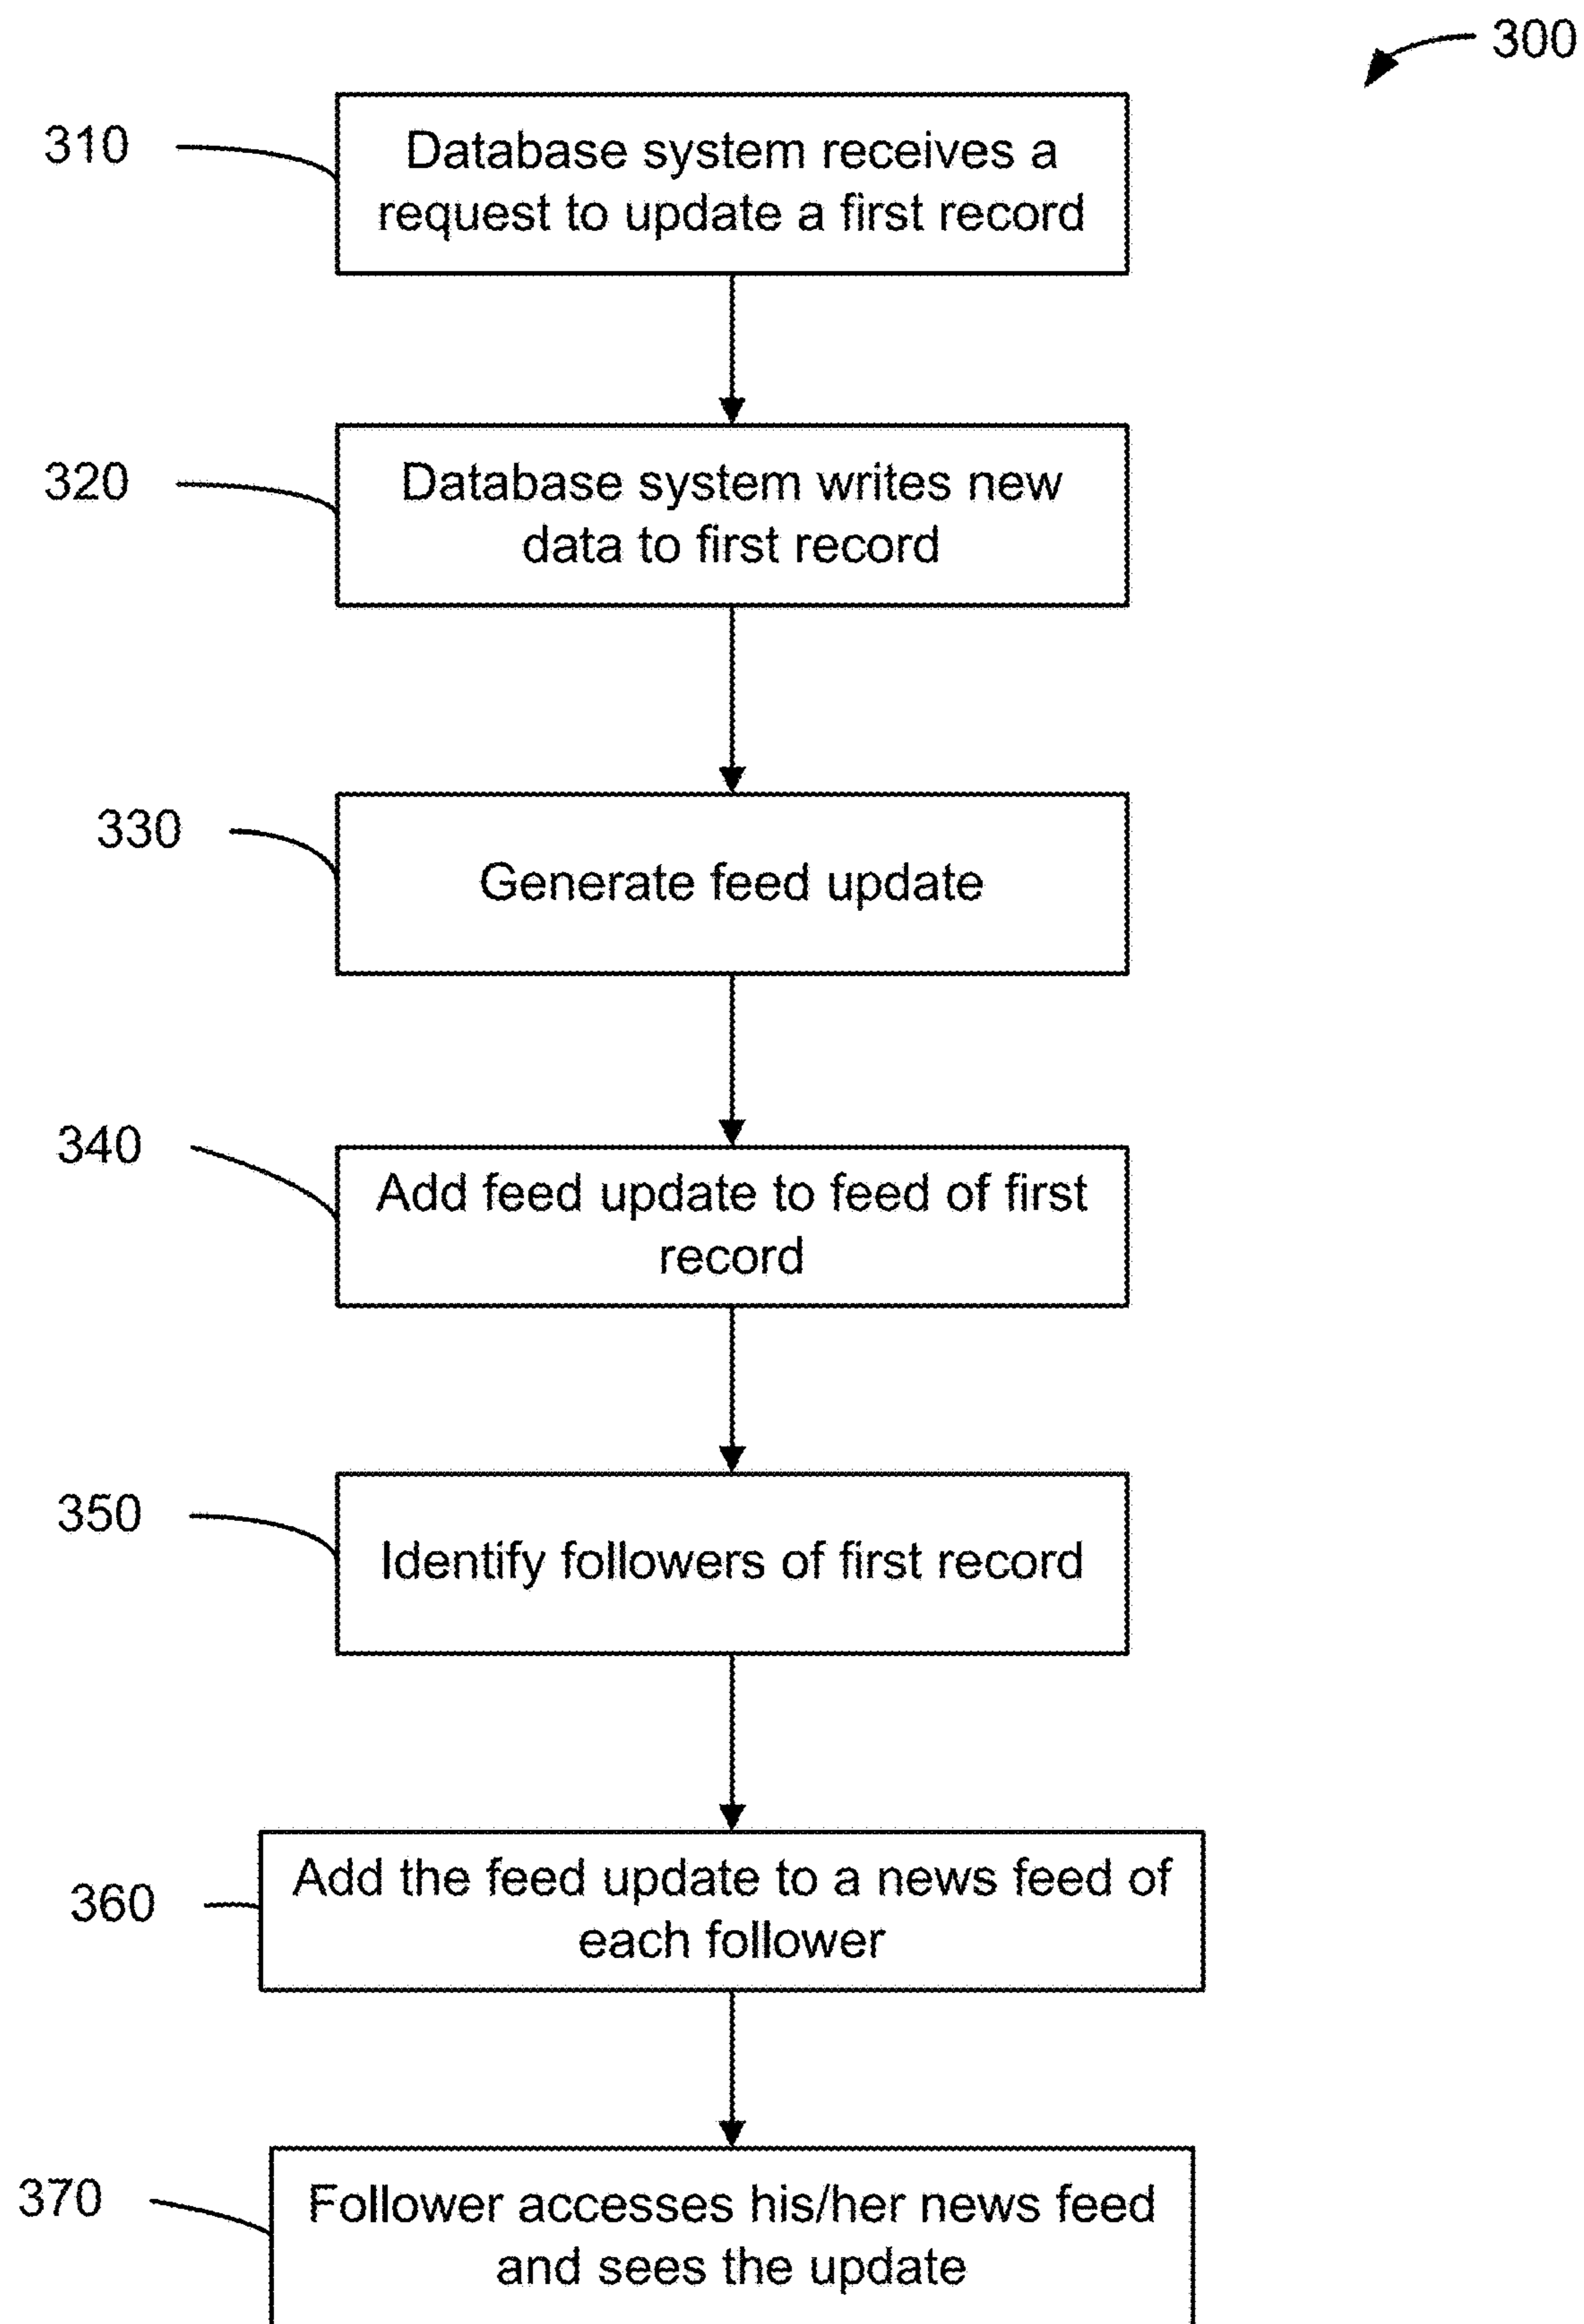 300
310
Database system receives a
request to update a first record
320
Database system writes new
data to first record
330
Generate feed update
340
Add feed update to feed of first
record
350
Identify followers of first record
360
Add the feed update to a news feed of
each follower
370
Follower accesses his/her news feed
and sees the update